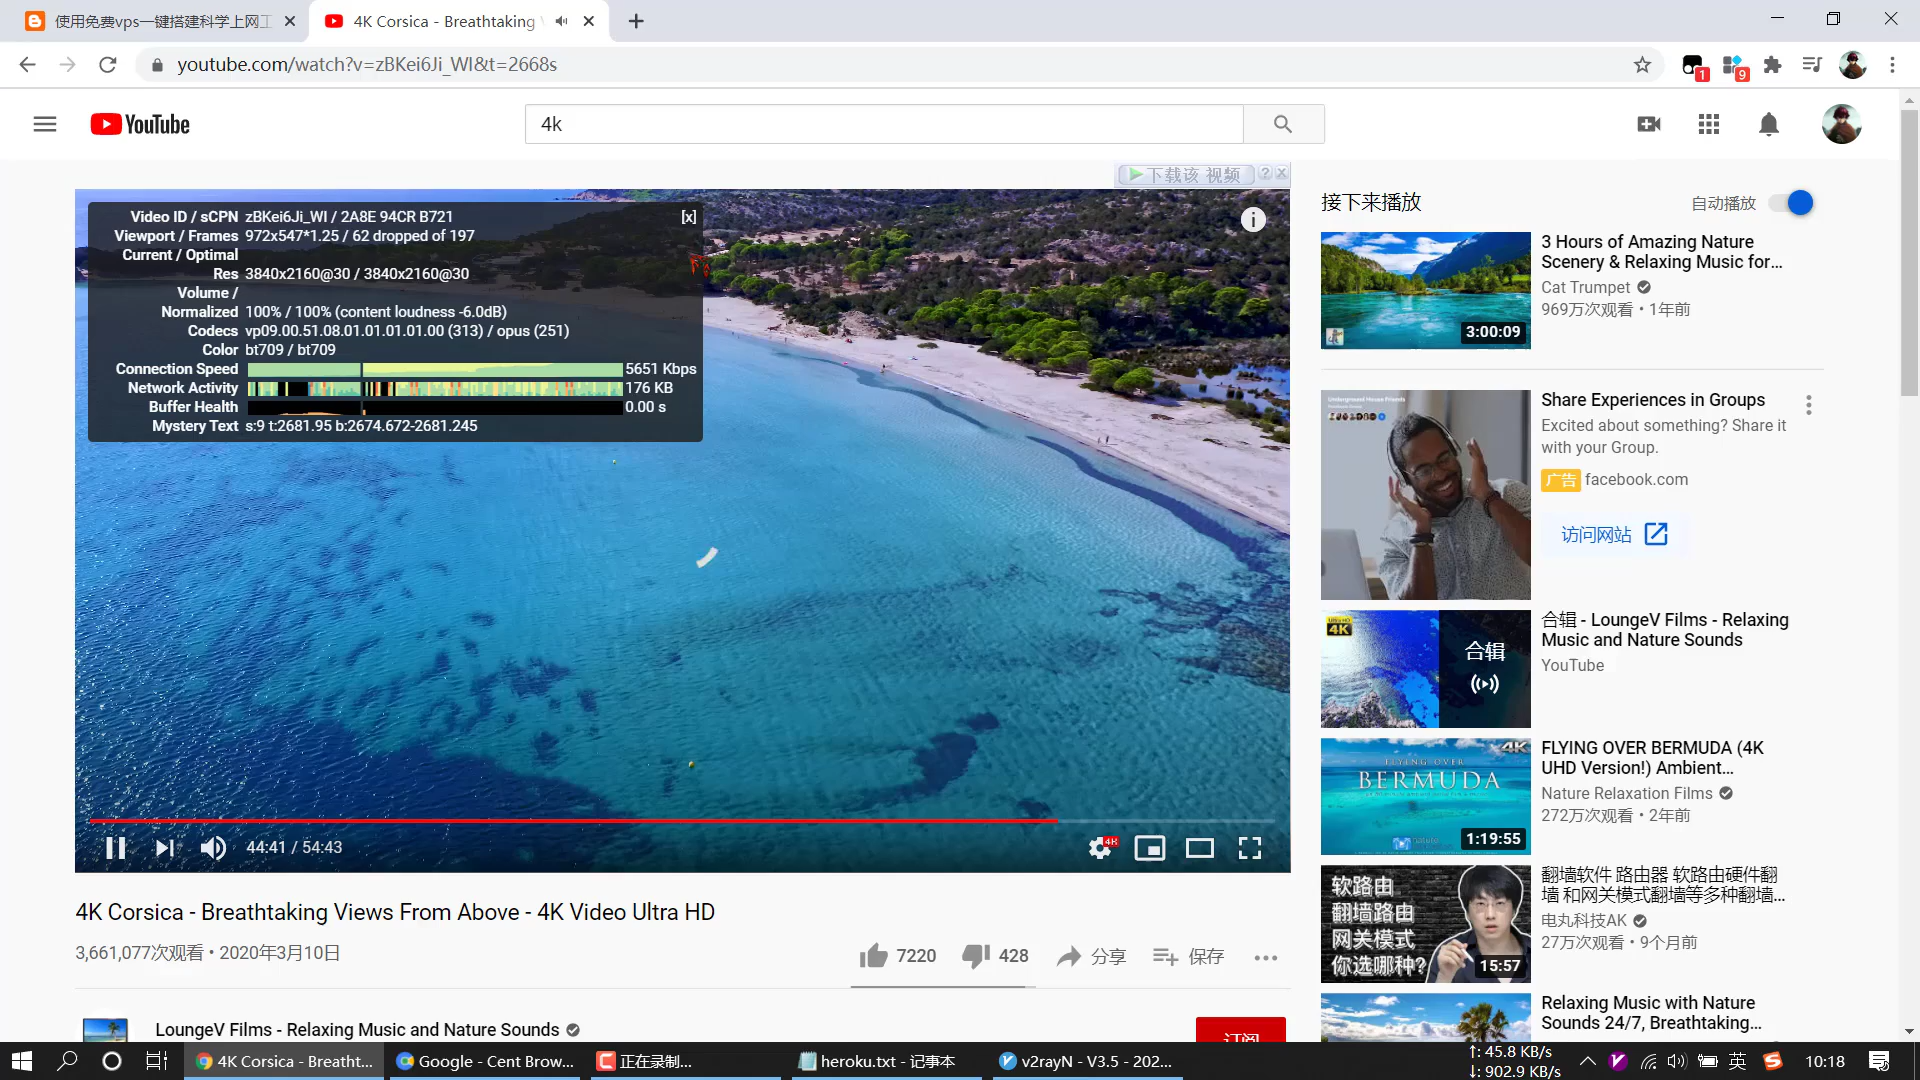 使用免费vps一键搭建科学上网工
4K Corsica - Breathtaking V
youtube.com/watch?v=zBKei6Ji_WI&t=2668s
1
9
YouTube
4k
下载该 视频
? x
Video ID / sCPN zBKei6Ji_WI / 2A8E 94CR B721
[x]
Viewport / Frames 972x547*1.25 / 62 dropped of 197
Current / Optimal
Res 3840x2160@30 / 3840x2160@30
Volume /
Normalized 100% / 100% (content loudness -6.0dB)
Codecs vp09.00.51.08.01.01.01.01.00 (313) / opus (251)
Color bt709 / bt709
Connection Speed 5651 Kbps
Network Activity 176 KB
Buffer Health 0.00 s
Mystery Text s:9 t:2681.95 b:2674.672-2681.245
44:41 / 54:43
4K
4K Corsica - Breathtaking Views From Above - 4K Video Ultra HD
3,661,077次观看 • 2020年3月10日
7220
428
分享
保存
LoungeV Films - Relaxing Music and Nature Sounds
订阅
接下来播放
自动播放
3:00:09
3 Hours of Amazing Nature
Scenery & Relaxing Music for...
Cat Trumpet
969万次观看 • 1年前
Underground House Friends
Share Experiences in Groups
Excited about something? Share it
with your Group.
广告 facebook.com
访问网站
Ultra HD
4K
合辑
合辑 - LoungeV Films - Relaxing
Music and Nature Sounds
YouTube
4K
FLYING OVER
BERMUDA
1:19:55
FLYING OVER BERMUDA (4K
UHD Version!) Ambient...
Nature Relaxation Films
272万次观看 • 2年前
软路由
翻墙路由
网关模式
你选哪种?
15:57
翻墙软件 路由器 软路由硬件翻
墙 和网关模式翻墙等多种翻墙...
电丸科技AK
27万次观看 • 9个月前
Relaxing Music with Nature
Sounds 24/7, Breathtaking...
4K Corsica - Breatht...
Google - Cent Brow...
正在录制...
heroku.txt - 记事本
v2rayN - V3.5 - 202...
↑: 45.8 KB/s
↓: 902.9 KB/s
英
10:18